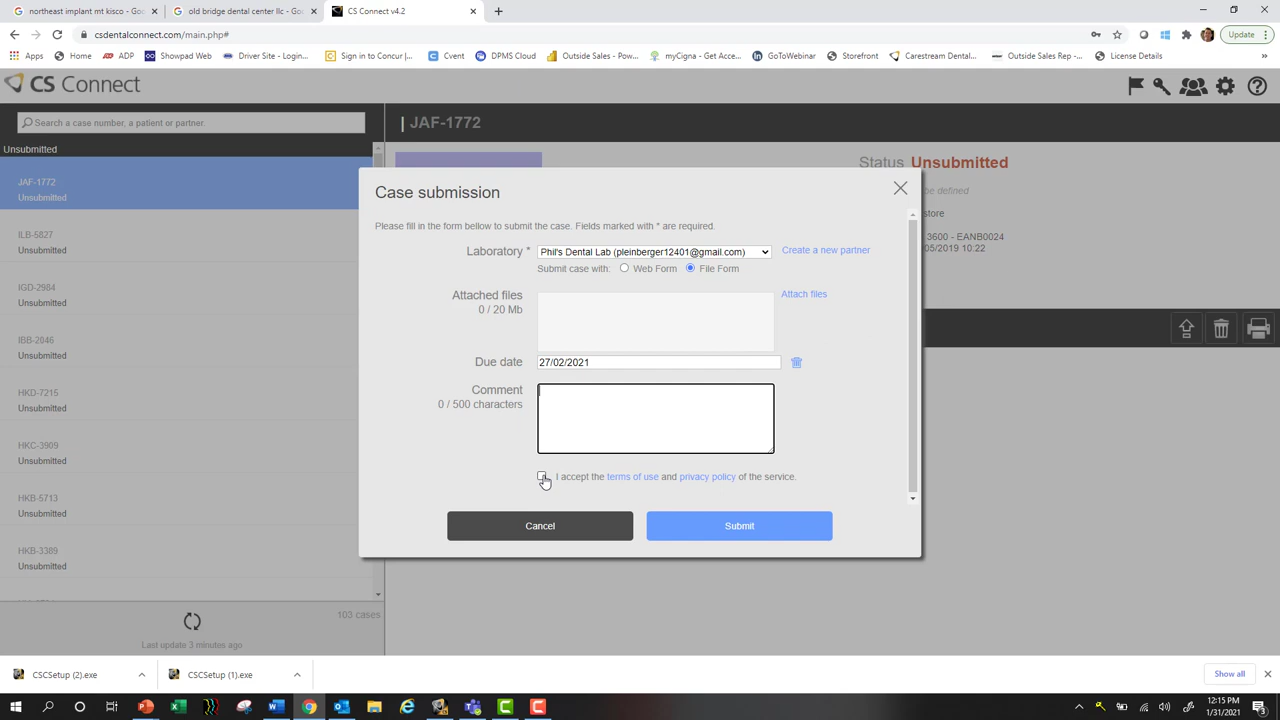 northeast implant mt kisco - Goo
old bridge dental center llc - Go
CS Connect v4.2
csdentalconnect.com/main.php#
Update
Apps
Home
ADP
Showpad Web
Driver Site - Login...
Sign in to Concur |...
Cvent
DPMS Cloud
Outside Sales - Pow...
myCigna - Get Acce...
GoToWebinar
Storefront
Carestream Dental...
Outside Sales Rep -...
License Details
CS Connect
Search a case number, a patient or partner.
JAF-1772
Unsubmitted
JAF-1772
Unsubmitted
ILB-5827
Unsubmitted
IGD-2984
Unsubmitted
IBB-2046
Unsubmitted
HKD-7215
Unsubmitted
HKC-3909
Unsubmitted
HKB-5713
Unsubmitted
HKB-3389
Unsubmitted
103 cases
Last update 3 minutes ago
Status Unsubmitted
be defined
store
3600 - EANB0024
05/2019 10:22
Case submission
Please fill in the form bellow to submit the case. Fields marked with * are required.
Laboratory * Phil's Dental Lab (pleinberger12401@gmail.com) Create a new partner
Submit case with: Web Form File Form
Attached files Attach files
0 / 20 Mb
Due date 27/02/2021
Comment
0 / 500 characters
I accept the terms of use and privacy policy of the service.
Cancel Submit
CSCSetup (2).exe
CSCSetup (1).exe
Show all
12:15 PM
1/31/2021